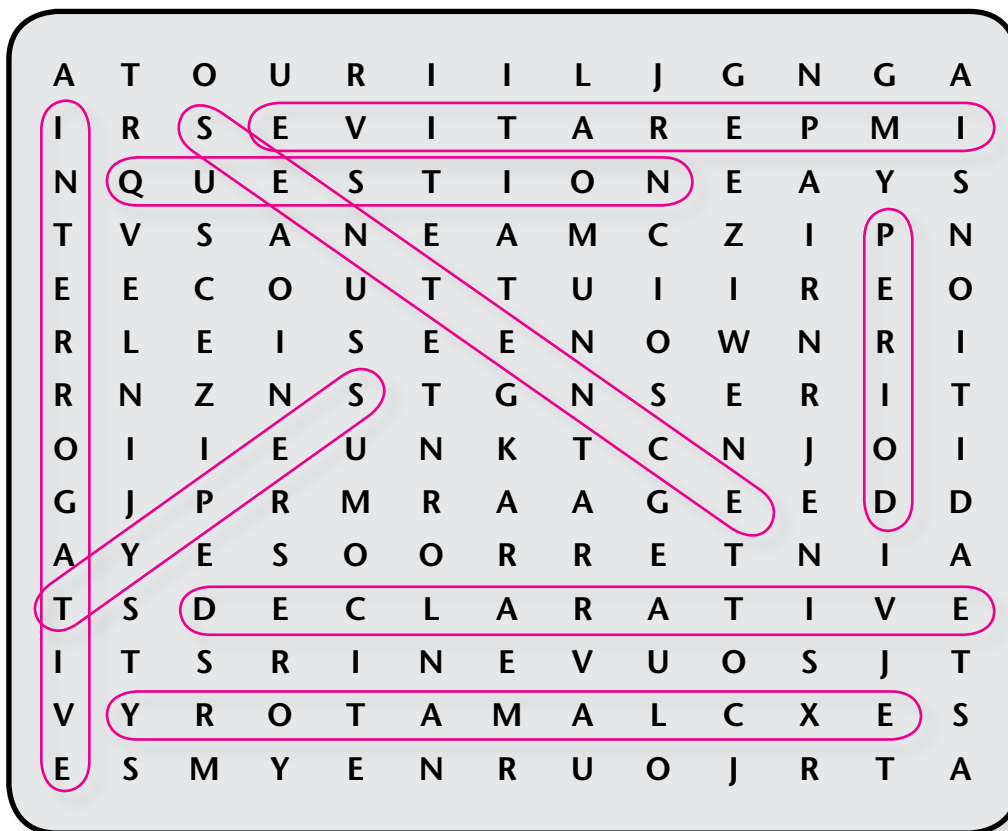 A T O U R I I L J G N G A
I R S E V I T A R E P M I
N Q U E S T I O N E A Y S
T V S A N E A M C Z I P N
E E C O U T T U I I R E O
R L E I S E E N O W N R I
R N Z N S T G N S E R I T
O I I E U N K T C N J O I
G J P R M R A A G E E D D
A Y E S O O R R E T N I A
T S D E C L A R A T I V E
I T S R I N E V U O S J T
V Y R O T A M A L C X E S
E S M Y E N R U O J R T A